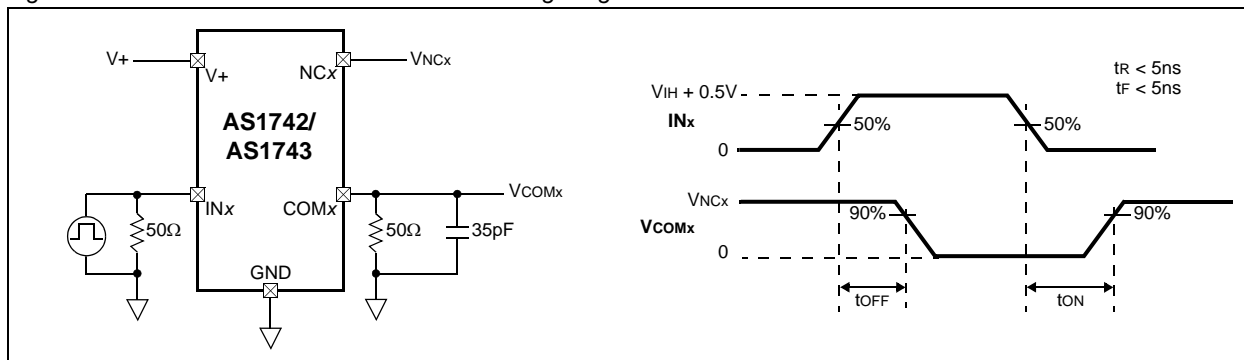 V+
V+
NCx
VNCx
AS1742/
AS1743
INx
COMx
VCOMx
50Ω
50Ω
35pF
GND
tR < 5ns
tF < 5ns
VIH + 0.5V
INx
50%
50%
0
VNCx
90%
90%
VCOMx
0
tOFF
tON